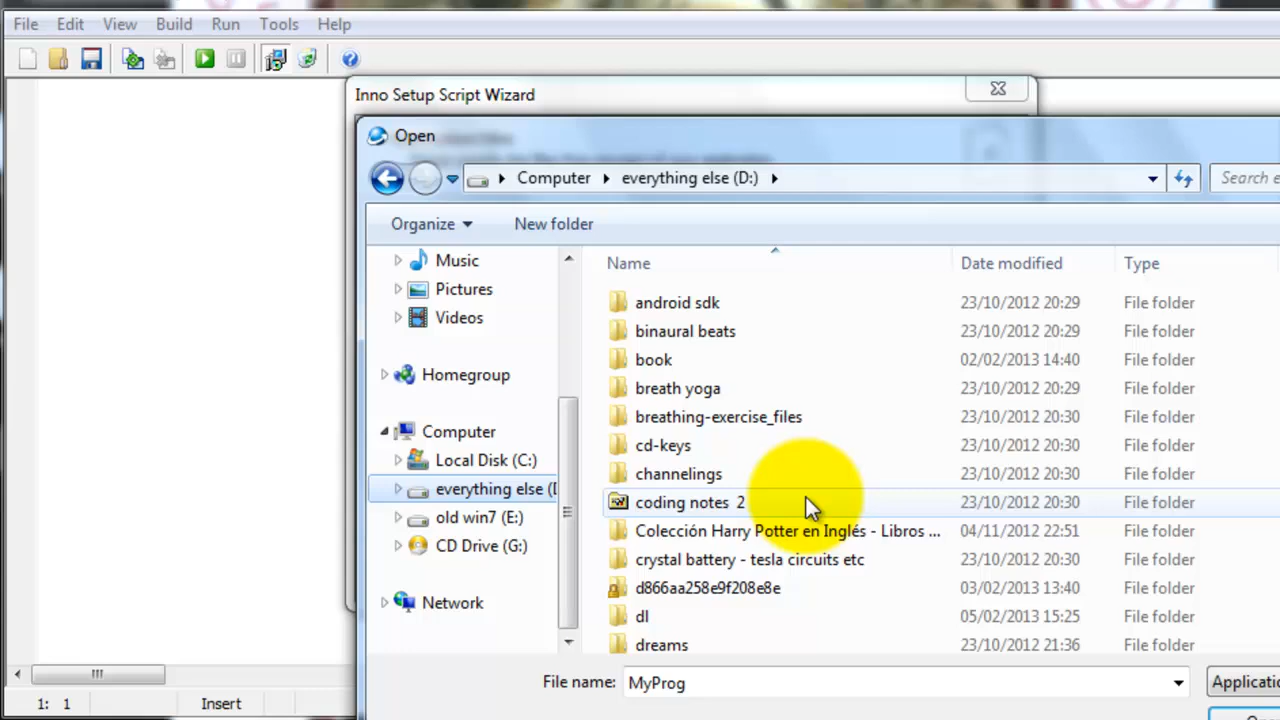 File Edit View Build Run Tools Help
Inno Setup Script Wizard
Open
Computer everything else (D:)
Organize New folder
Name Date modified Type
Music
Pictures
Videos
Homegroup
Computer
Local Disk (C:)
everything else (
old win7 (E:)
CD Drive (G:)
Network
android sdk 23/10/2012 20:29 File folder
binaural beats 23/10/2012 20:29 File folder
book 02/02/2013 14:40 File folder
breath yoga 23/10/2012 20:29 File folder
breathing-exercise_files 23/10/2012 20:30 File folder
cd-keys 23/10/2012 20:30 File folder
channelings 23/10/2012 20:30 File folder
coding notes 2 23/10/2012 20:30 File folder
Colección Harry Potter en Inglés - Libros ... 04/11/2012 22:51 File folder
crystal battery - tesla circuits etc 23/10/2012 20:30 File folder
d866aa258e9f208e8e 03/02/2013 13:40 File folder
dl 05/02/2013 15:25 File folder
dreams 23/10/2012 21:36 File folder
File name: MyProg
1: 1 Insert